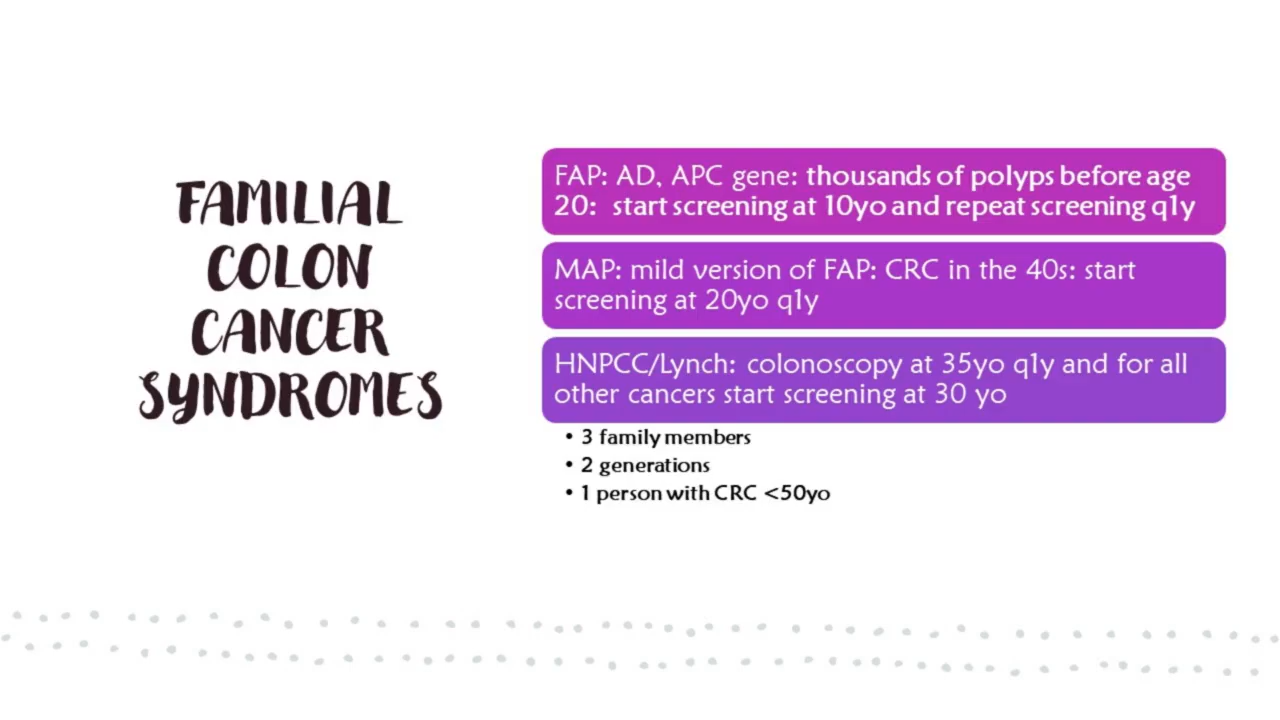 FAMILIAL
COLON
CANCER
SYNDROMES
FAP: AD, APC gene: thousands of polyps before age
20: start screening at 10yo and repeat screening q1y
MAP: mild version of FAP: CRC in the 40s: start
screening at 20yo q1y
HNPCC/Lynch: colonoscopy at 35yo q1y and for all
other cancers start screening at 30 yo
• 3 family members
• 2 generations
• 1 person with CRC <50yo